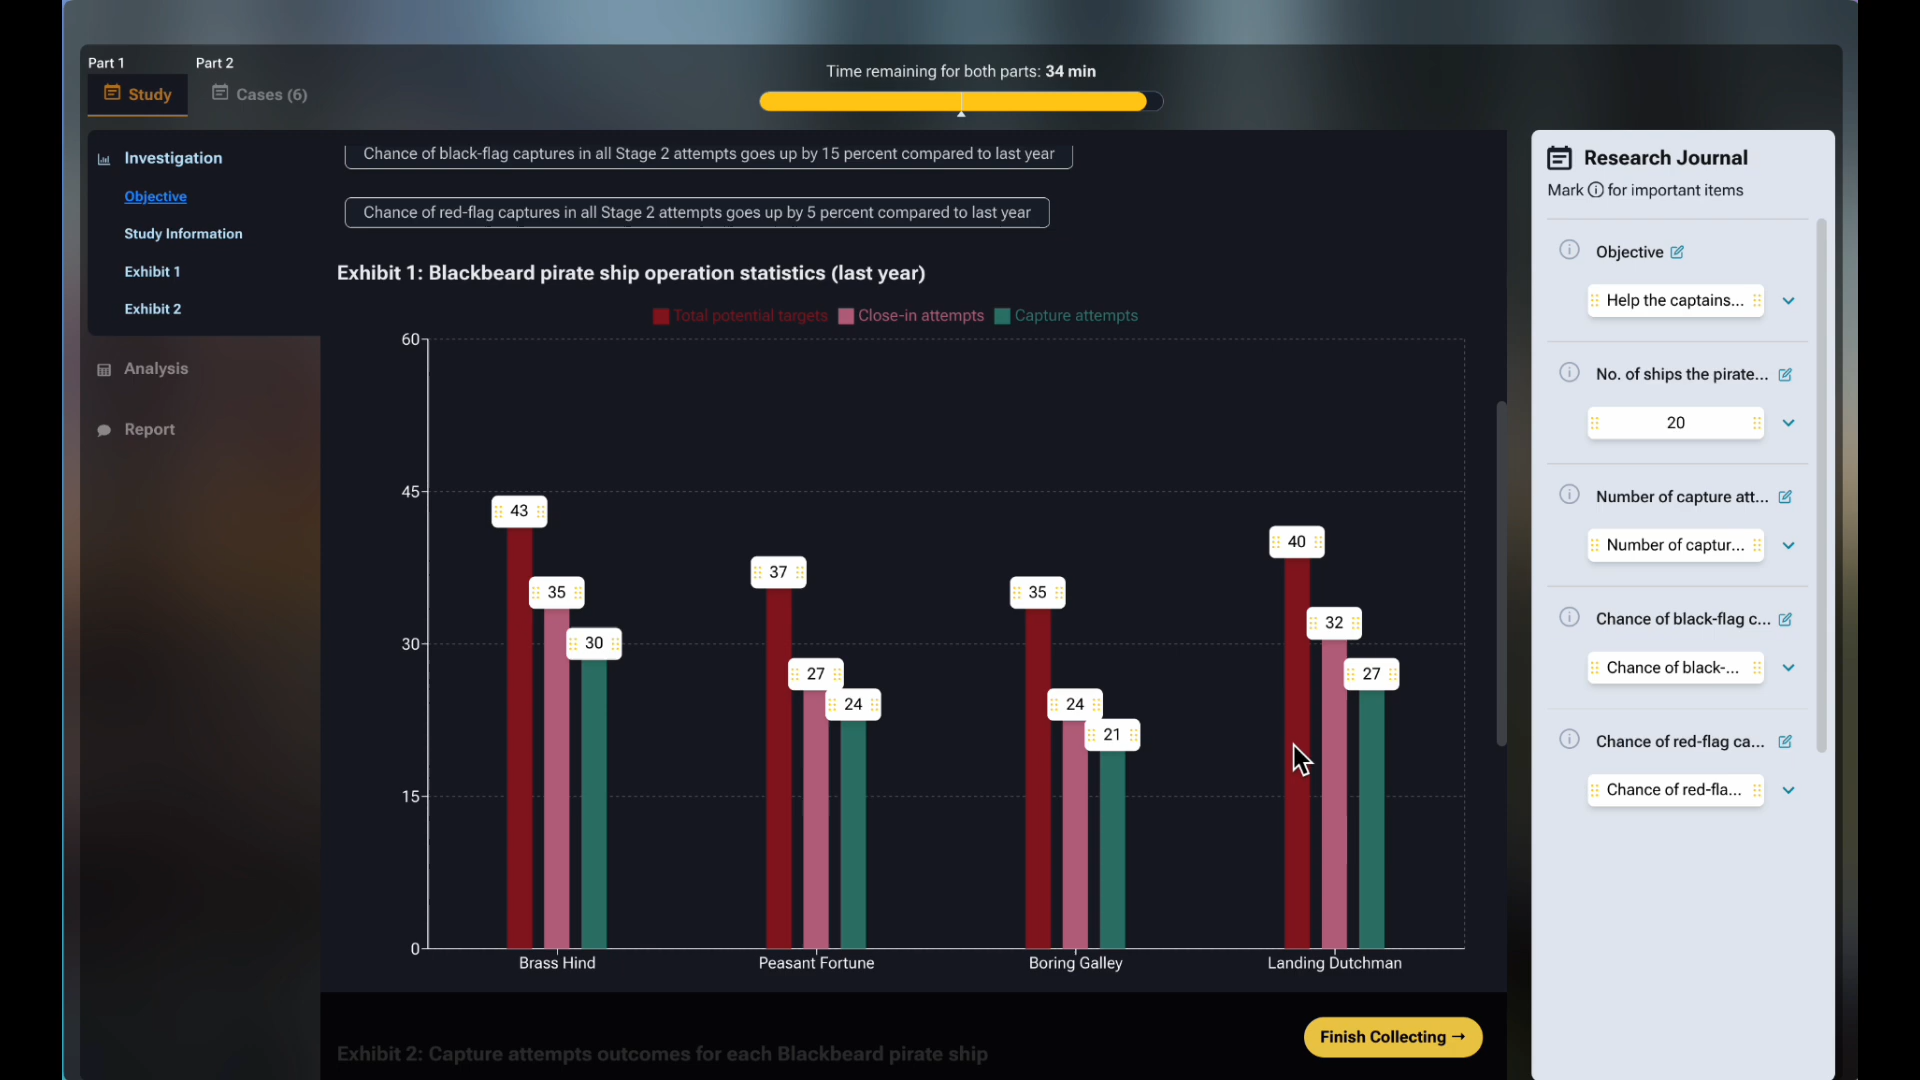 Part 1
Part 2
Study
Cases (6)
Time remaining for both parts: 34 min
Investigation
Objective
Study Information
Exhibit 1
Exhibit 2
Analysis
Report
Chance of black-flag captures in all Stage 2 attempts goes up by 15 percent compared to last year
Chance of red-flag captures in all Stage 2 attempts goes up by 5 percent compared to last year
Exhibit 1: Blackbeard pirate ship operation statistics (last year)
Total potential targets Close-in attempts Capture attempts
60
45
30
15
0
43
35
30
37
27
24
35
24
21
40
32
27
Brass Hind
Peasant Fortune
Boring Galley
Landing Dutchman
Exhibit 2: Capture attempts outcomes for each Blackbeard pirate ship
Finish Collecting →
Research Journal
Mark ⓘ for important items
Objective
Help the captains...
No. of ships the pirate...
20
Number of capture att...
Number of captur...
Chance of black-flag c...
Chance of black-...
Chance of red-flag ca...
Chance of red-fla...